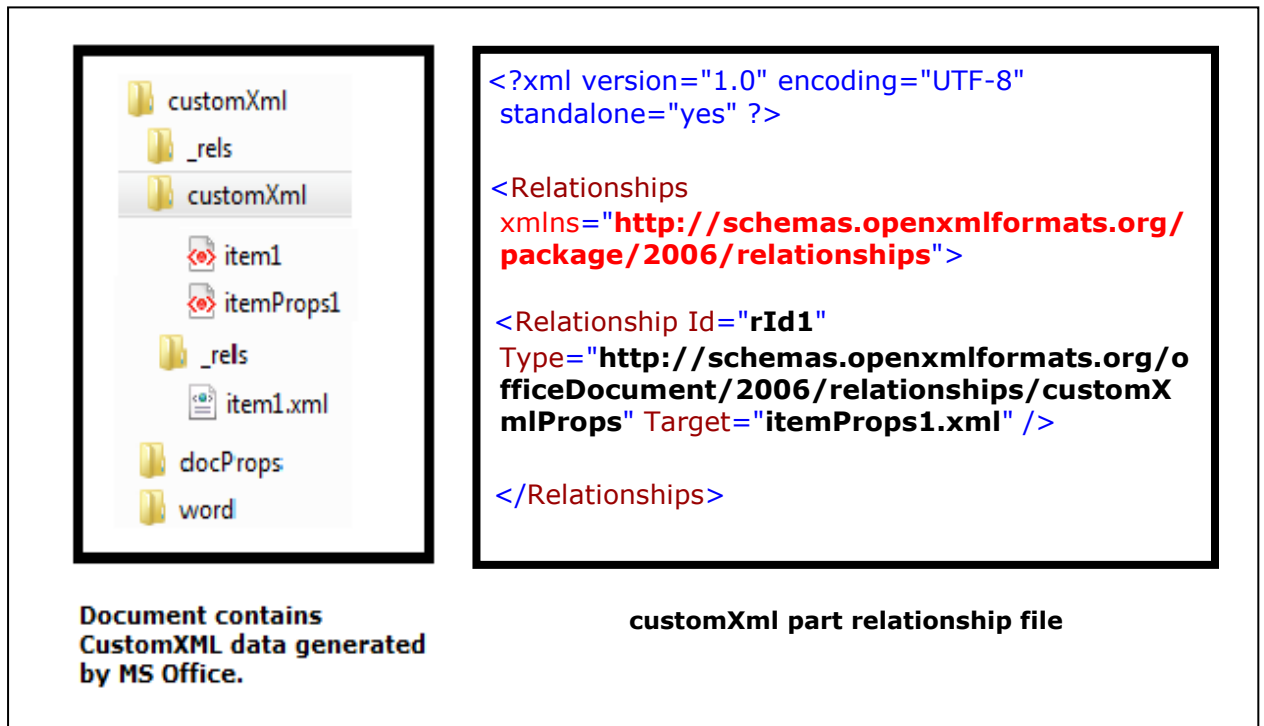 customXml
_rels
customXml
item1
itemProps1
_rels
item1.xml
docProps
word
Document contains
CustomXML data generated
by MS Office.
<?xml version="1.0" encoding="UTF-8"
standalone="yes" ?>
<Relationships
xmlns="http://schemas.openxmlformats.org/
package/2006/relationships">
<Relationship Id="rId1"
Type="http://schemas.openxmlformats.org/o
fficeDocument/2006/relationships/customX
mlProps" Target="itemProps1.xml" />
</Relationships>
customXml part relationship file